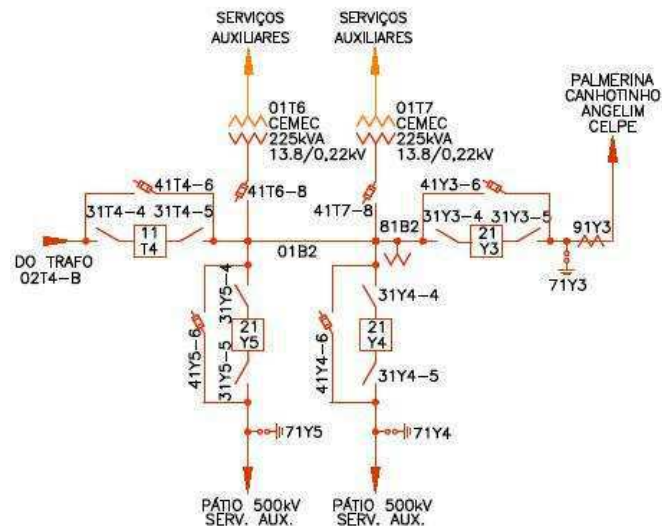 SERVIÇOS
AUXILIARES
SERVIÇOS
AUXILIARES
01T6
CEMEC
225kVA
13.8/0.22kV
01T7
CEMEC
225kVA
13.8/0.22kV
PALMERINA
CANHOTINHO
ANGELIM
CELPE
41T4-6
41T6-8
41T7-8
41Y3-6
31T4-4
31T4-5
11
T4
81B2
31Y3-4
31Y3-5
21
Y3
91Y3
DO TRAFO
02T4-B
01B2
71Y3
31Y5-4
41Y5-6
21
Y5
31Y5-5
31Y4-4
41Y4-6
21
Y4
31Y4-5
71Y5
71Y4
PÁTIO 500kV
SERV. AUX.
PÁTIO 500kV
SERV. AUX.